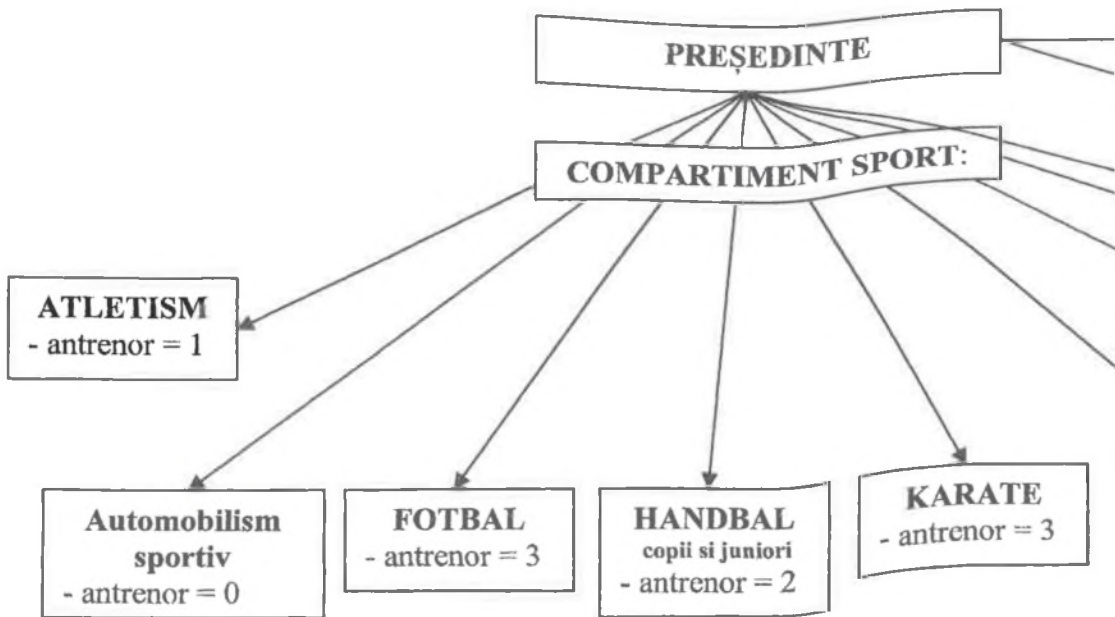 PREȘEDINTE
COMPARTIMENT SPORT:
ATLETISM
- antrenor = 1
Automobilism
sportiv
- antrenor = 0
FOTBAL
- antrenor = 3
HANDBAL
copii si juniori
- antrenor = 2
KARATE
- antrenor = 3